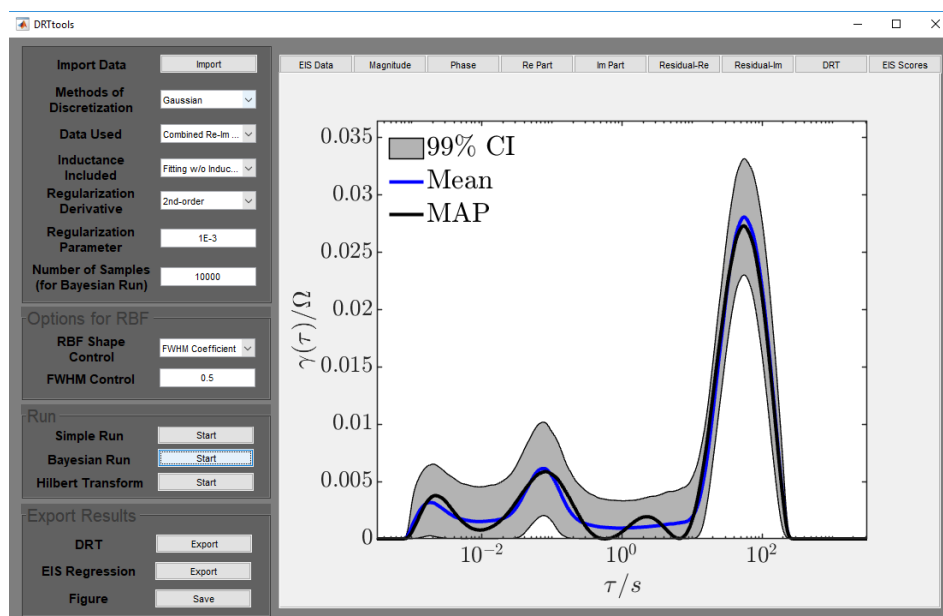 DRTtools
Import Data
Import
Methods of
Discretization
Gaussian
Data Used
Combined Re-Im ...
Inductance
Included
Fitting w/o Induc...
Regularization
Derivative
2nd-order
Regularization
Parameter
1E-3
Number of Samples
(for Bayesian Run)
10000
Options for RBF
RBF Shape
Control
FWHM Coefficient
FWHM Control
0.5
Run
Simple Run
Start
Bayesian Run
Start
Hilbert Transform
Start
Export Results
DRT
Export
EIS Regression
Export
Figure
Save
EIS Data
Magnitude
Phase
Re Part
Im Part
Residual-Re
Residual-Im
DRT
EIS Scores
99% CI
Mean
MAP
0.035
0.03
0.025
0.02
0.015
0.01
0.005
0
γ(τ)/Ω
10⁻²
10⁰
10²
τ/s